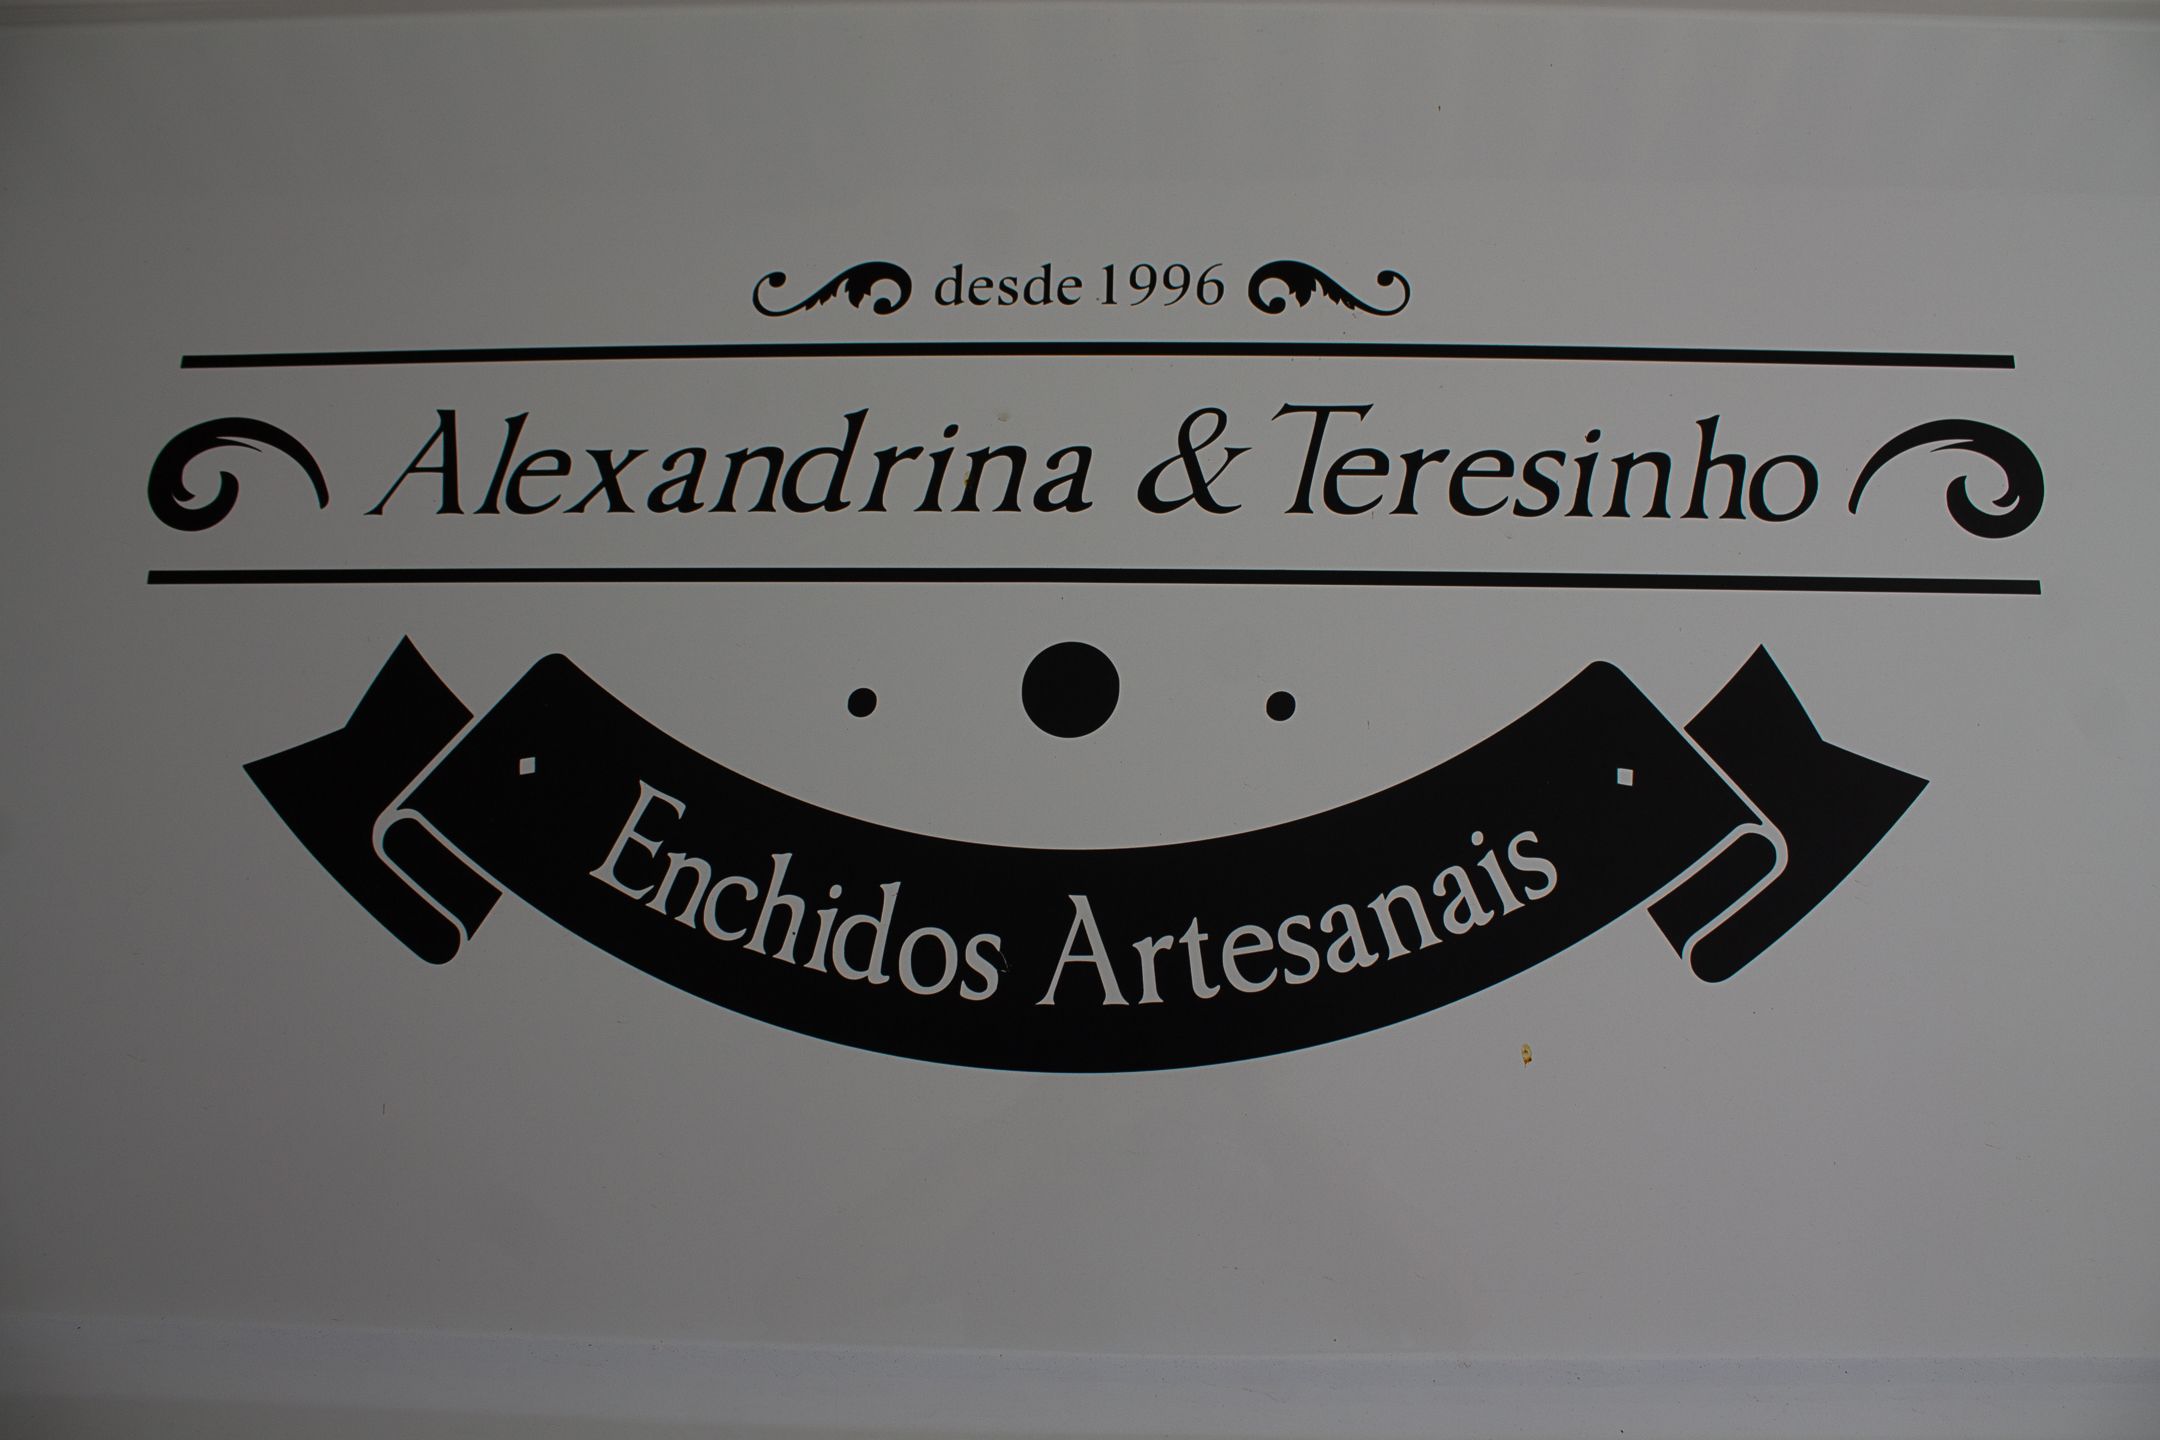 desde 1996
Alexandrina & Teresinho
Enchidos Artesanais